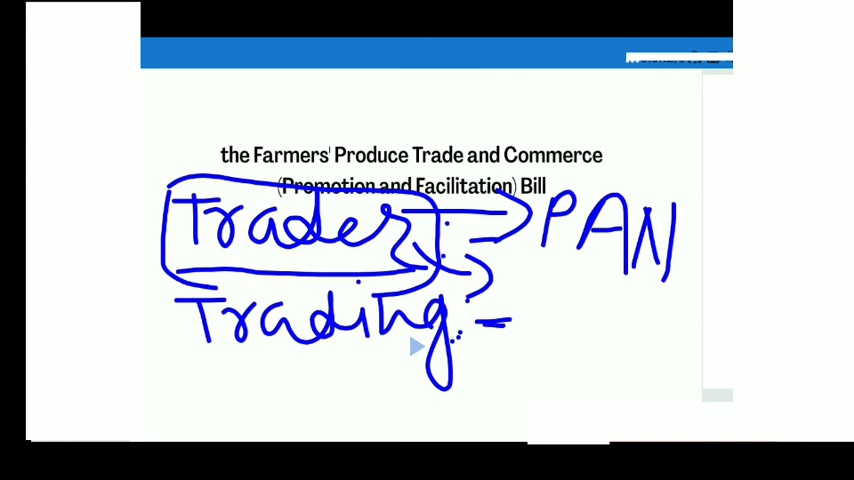 the Farmers' Produce Trade and Commerce
(Promotion and Facilitation) Bill
Trader → PAN
Trading -